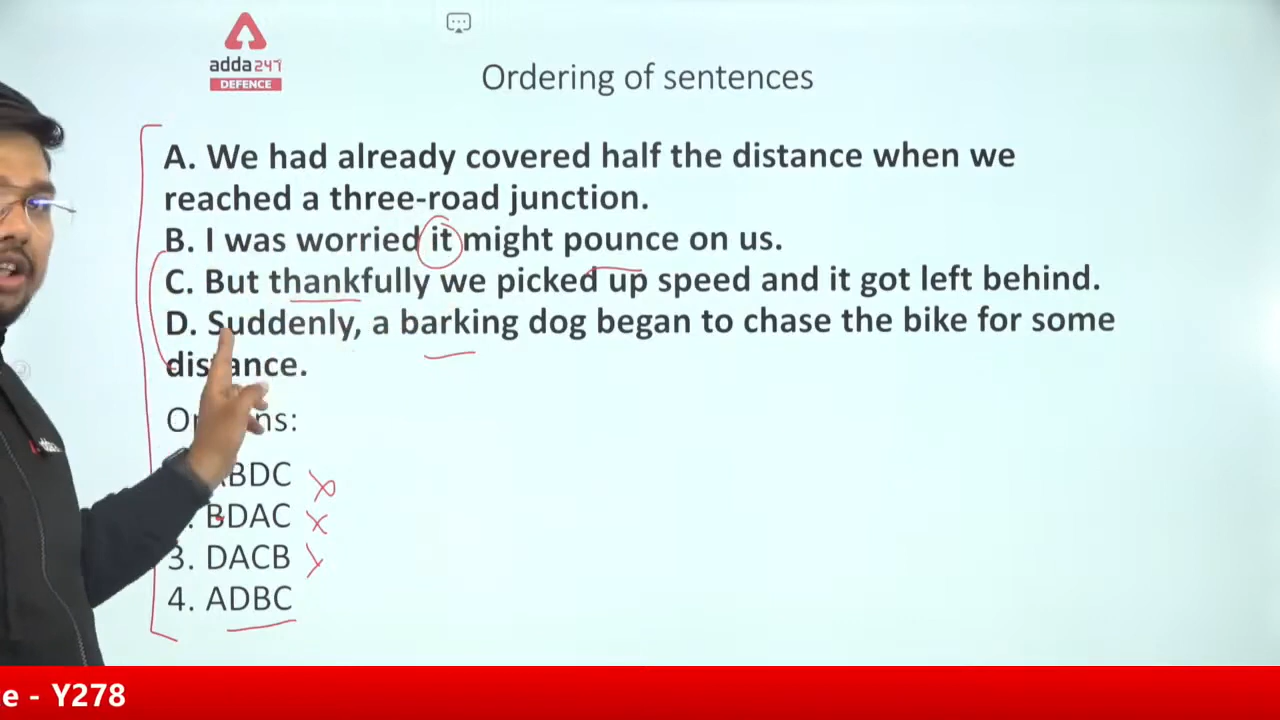 adda247
DEFENCE
Ordering of sentences
A. We had already covered half the distance when we
reached a three-road junction.
B. I was worried it might pounce on us.
C. But thankfully we picked up speed and it got left behind.
D. Suddenly, a barking dog began to chase the bike for some
distance.
BDC
BDAC
3. DACB
4. ADBC
e - Y278